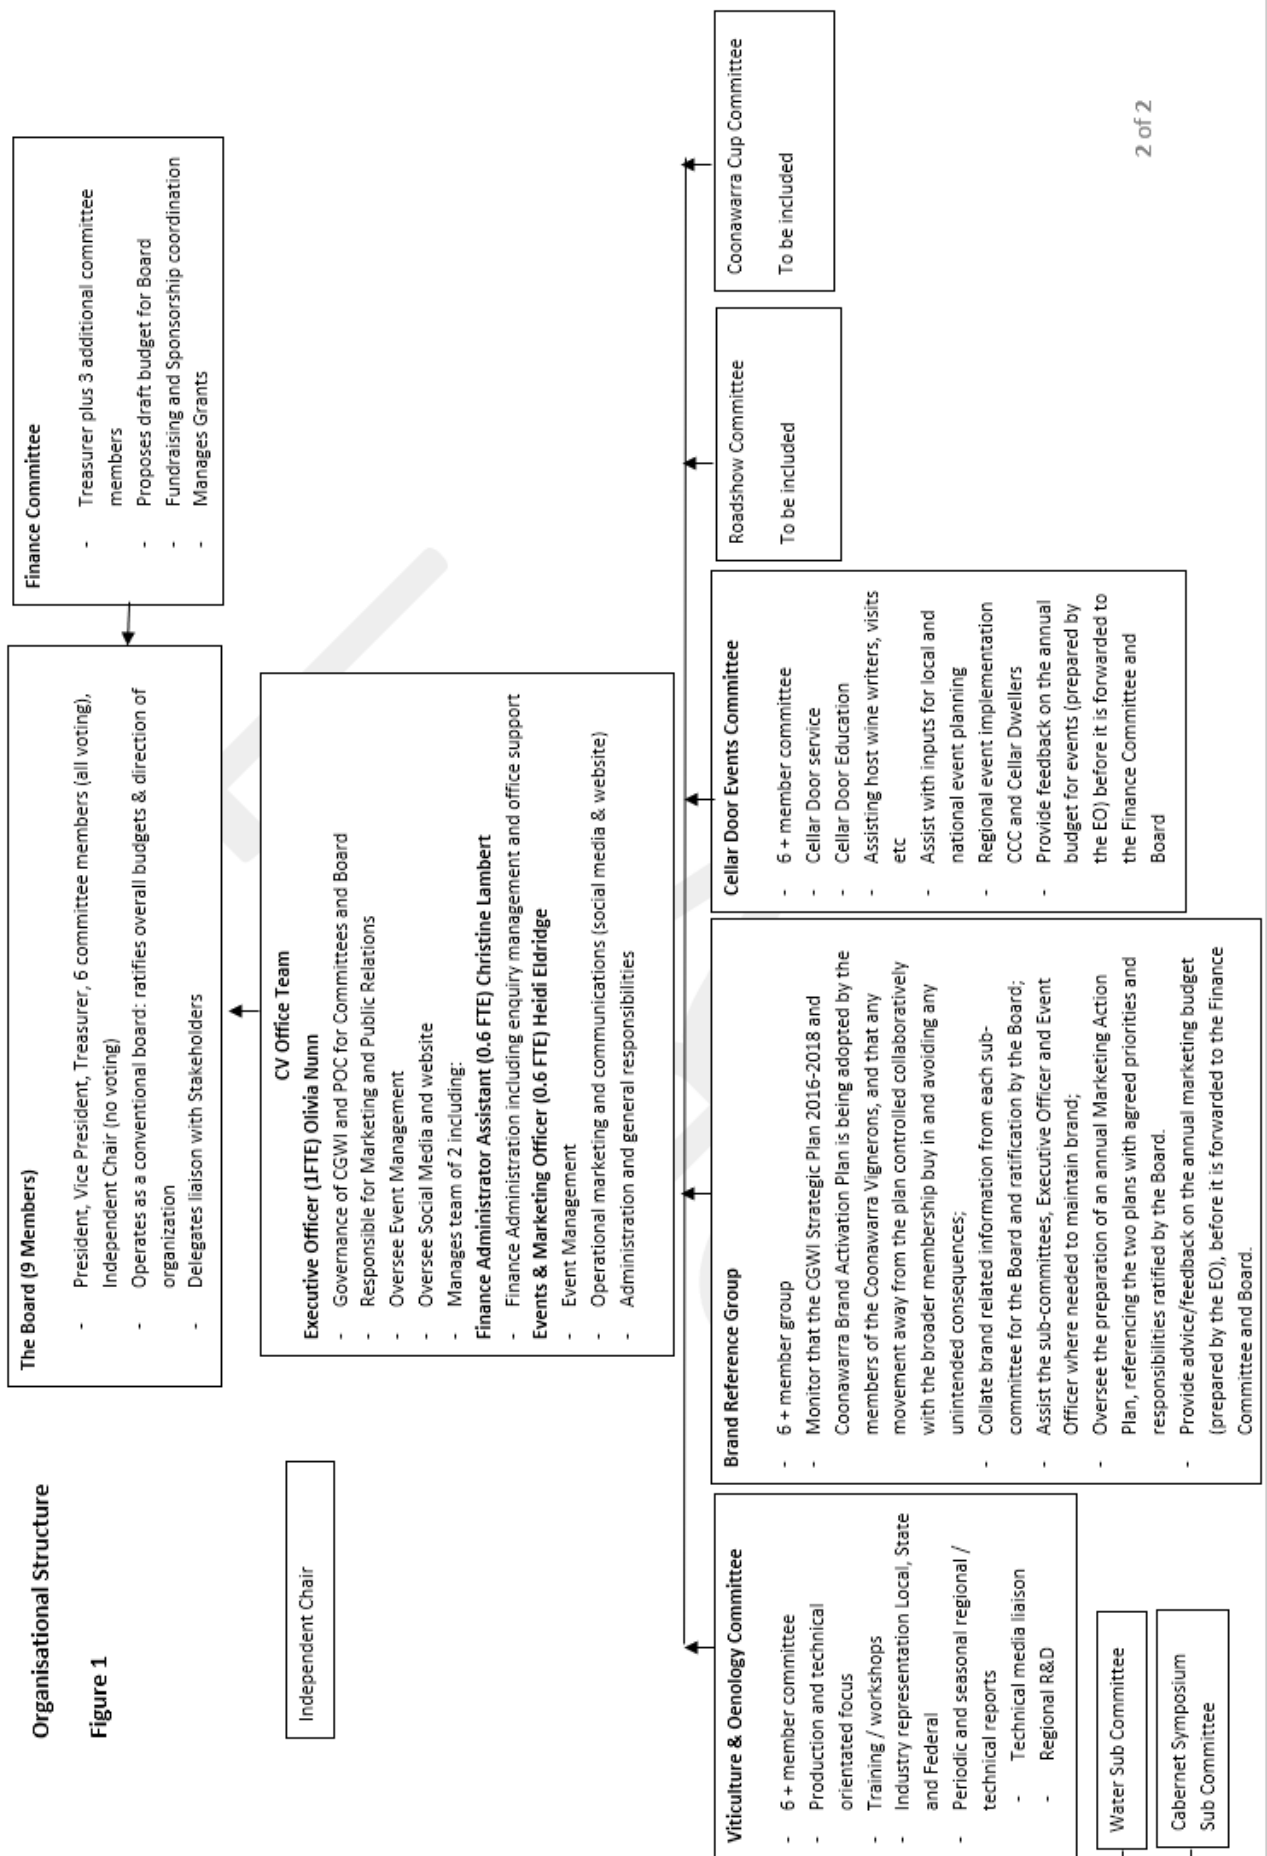 Organisational Structure
Figure 1
The Board (9 Members)
- President, Vice President, Treasurer, 6 committee members (all voting),
Independent Chair (no voting)
- Operates as a conventional board: ratifies overall budgets & direction of
organization
- Delegates liaison with Stakeholders
Finance Committee
- Treasurer plus 3 additional committee
members
- Proposes draft budget for Board
- Fundraising and Sponsorship coordination
- Manages Grants
Independent Chair
CV Office Team
Executive Officer (1FTE) Olivia Nunn
- Governance of CGWI and POC for Committees and Board
- Responsible for Marketing and Public Relations
- Oversee Event Management
- Oversee Social Media and website
- Manages team of 2 including:
Finance Administrator Assistant (0.6 FTE) Christine Lambert
- Finance Administration including enquiry management and office support
Events & Marketing Officer (0.6 FTE) Heidi Eldridge
- Event Management
- Operational marketing and communications (social media & website)
- Administration and general responsibilities
Viticulture & Oenology Committee
- 6 + member committee
- Production and technical
orientated focus
- Training / workshops
- Industry representation Local, State
and Federal
- Periodic and seasonal regional /
technical reports
- Technical media liaison
- Regional R&D
Water Sub Committee
Cabernet Symposium
Sub Committee
Brand Reference Group
- 6 + member group
- Monitor that the CGWI Strategic Plan 2016-2018 and
Coonawarra Brand Activation Plan is being adopted by the
members of the Coonawarra Vignerons, and that any
movement away from the plan controlled collaboratively
with the broader membership buy in and avoiding any
unintended consequences;
- Collate brand related information from each sub-
committee for the Board and ratification by the Board;
- Assist the sub-committees, Executive Officer and Event
Officer where needed to maintain brand;
- Oversee the preparation of an annual Marketing Action
Plan, referencing the two plans with agreed priorities and
responsibilities ratified by the Board.
- Provide advice/feedback on the annual marketing budget
(prepared by the EO), before it is forwarded to the Finance
Committee and Board.
Cellar Door Events Committee
- 6 + member committee
- Cellar Door service
- Cellar Door Education
- Assisting host wine writers, visits
etc
- Assist with inputs for local and
national event planning
- Regional event implementation
CCC and Cellar Dwellers
- Provide feedback on the annual
budget for events (prepared by
the EO) before it is forwarded to
the Finance Committee and
Board
Roadshow Committee
To be included
Coonawarra Cup Committee
To be included
2 of 2